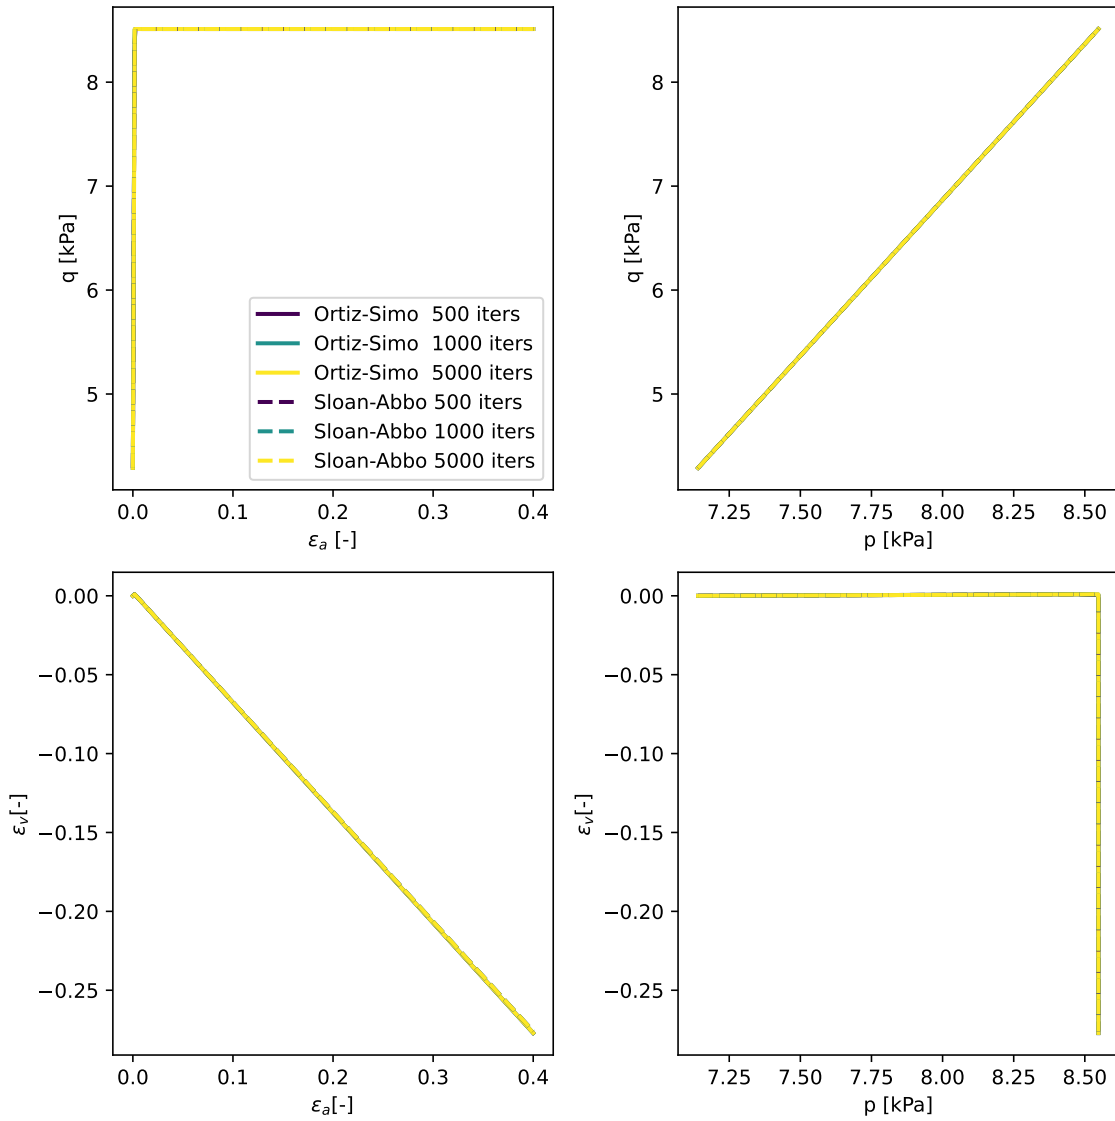 8
7
6
5
q [kPa]
0.0 0.1 0.2 0.3 0.4
εa [-]
Ortiz-Simo 500 iters
Ortiz-Simo 1000 iters
Ortiz-Simo 5000 iters
Sloan-Abbo 500 iters
Sloan-Abbo 1000 iters
Sloan-Abbo 5000 iters
8
7
6
5
q [kPa]
7.25 7.50 7.75 8.00 8.25 8.50
p [kPa]
0.00
−0.05
−0.10
−0.15
−0.20
−0.25
εv[-]
0.0 0.1 0.2 0.3 0.4
εa[-]
0.00
−0.05
−0.10
−0.15
−0.20
−0.25
εv[-]
7.25 7.50 7.75 8.00 8.25 8.50
p [kPa]